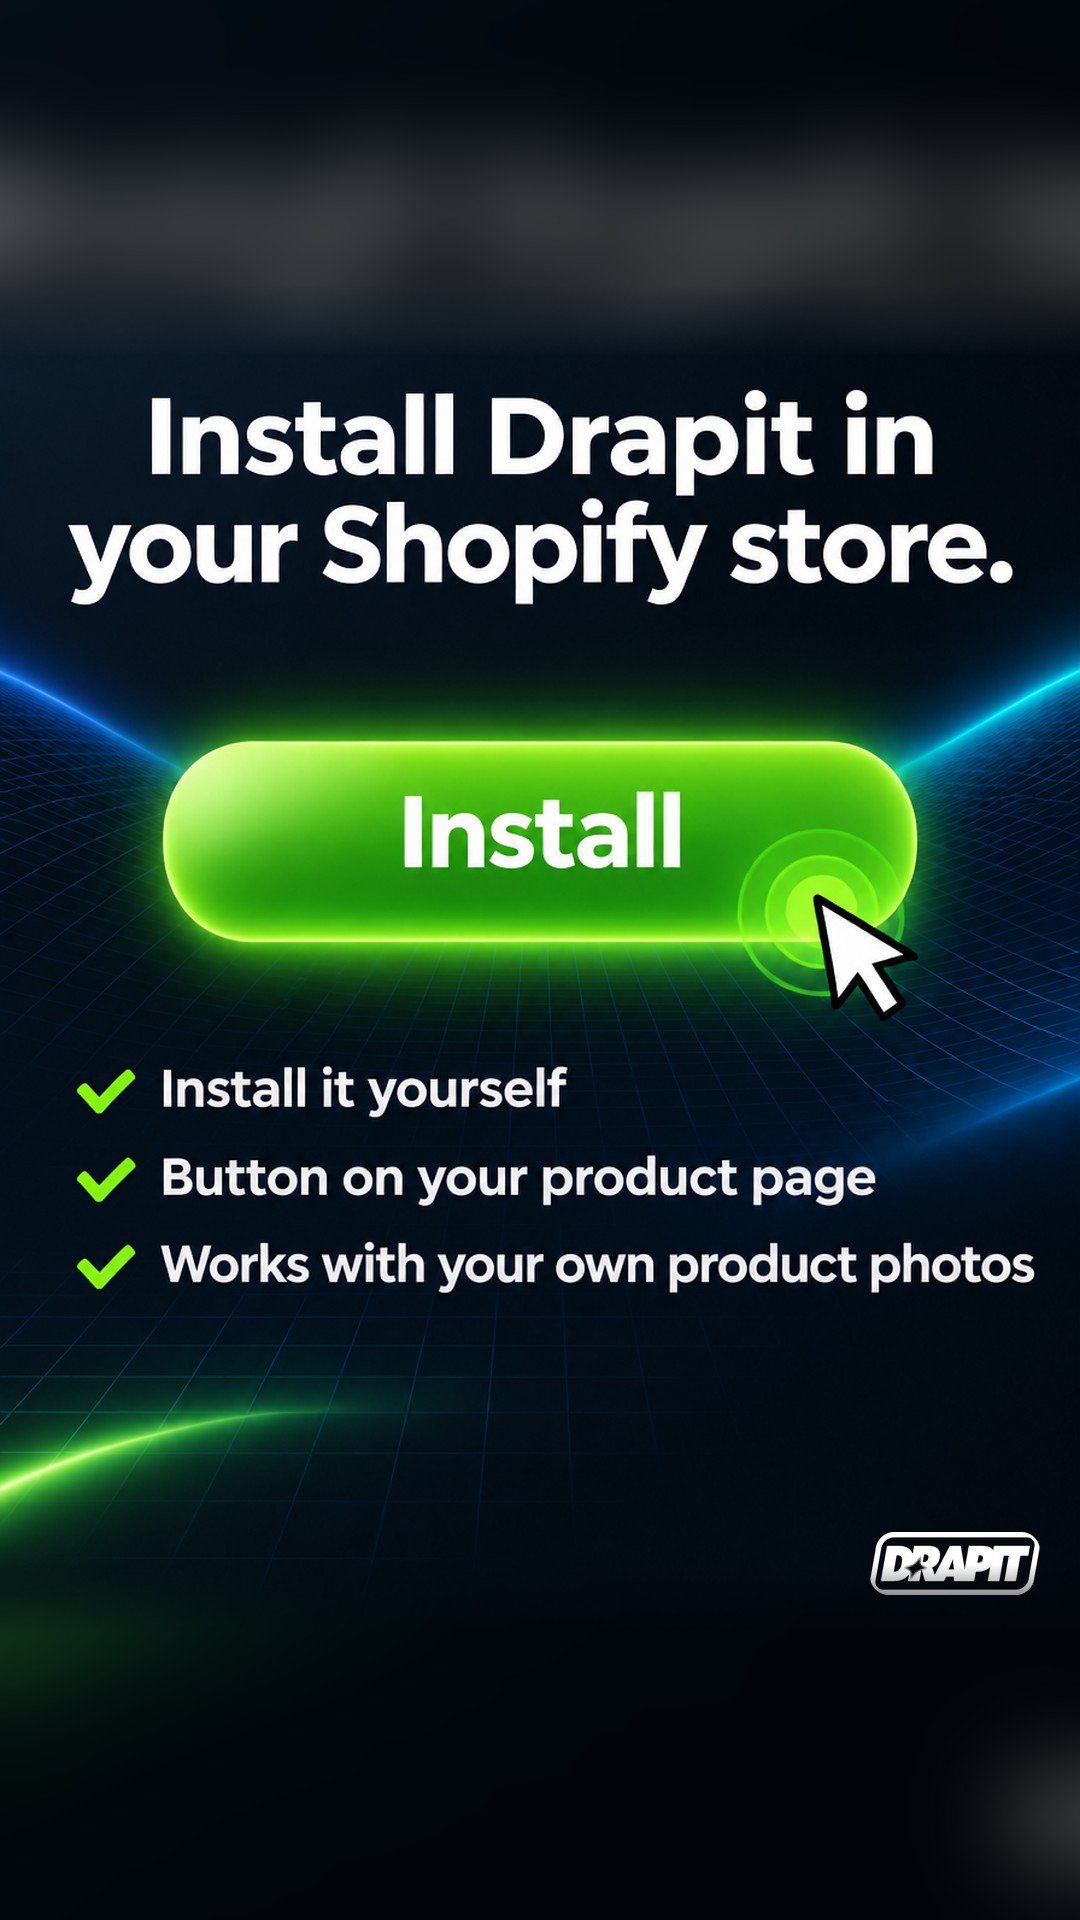 Install Drapit in
your Shopify store.
Install
Install it yourself
Button on your product page
Works with your own product photos
DRAPIT